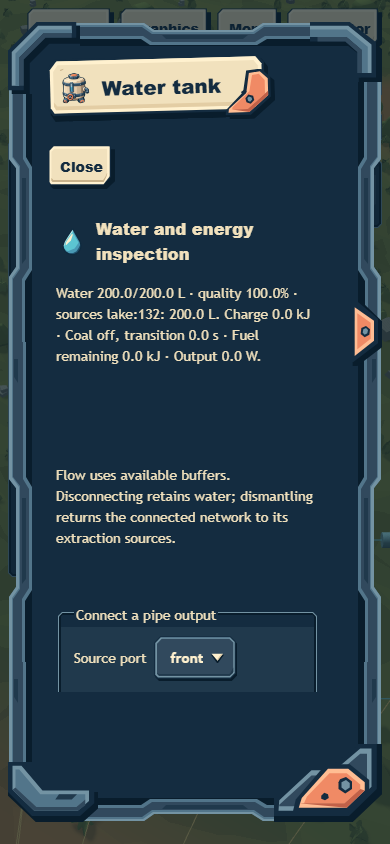 Water tank
Close
Water and energy
inspection
Water 200.0/200.0 L · quality 100.0% ·
sources lake:132: 200.0 L. Charge 0.0 kJ
· Coal off, transition 0.0 s · Fuel
remaining 0.0 kJ · Output 0.0 W.
Flow uses available buffers.
Disconnecting retains water; dismantling
returns the connected network to its
extraction sources.
Connect a pipe output
Source port front